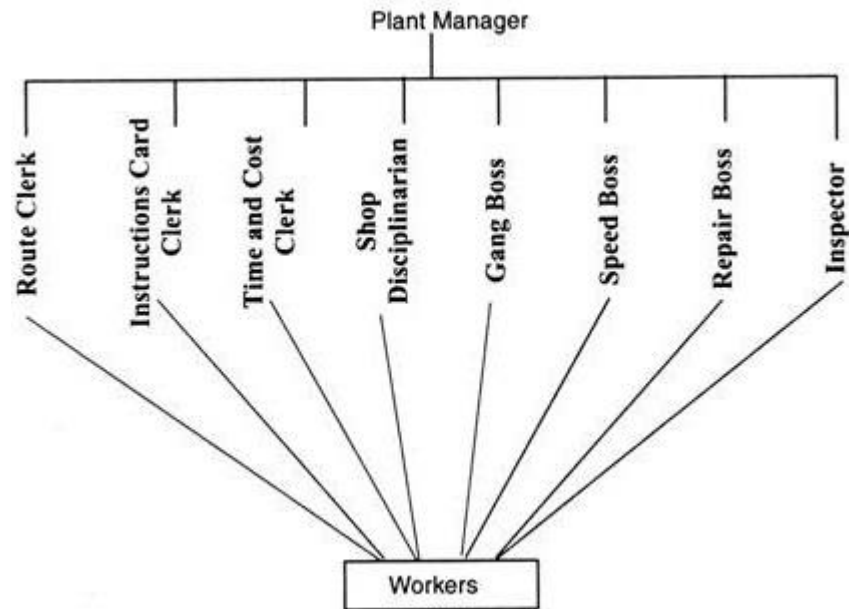 Plant Manager
Route Clerk
Instructions Card
Clerk
Time and Cost
Clerk
Shop
Disciplinarian
Gang Boss
Speed Boss
Repair Boss
Inspector
Workers